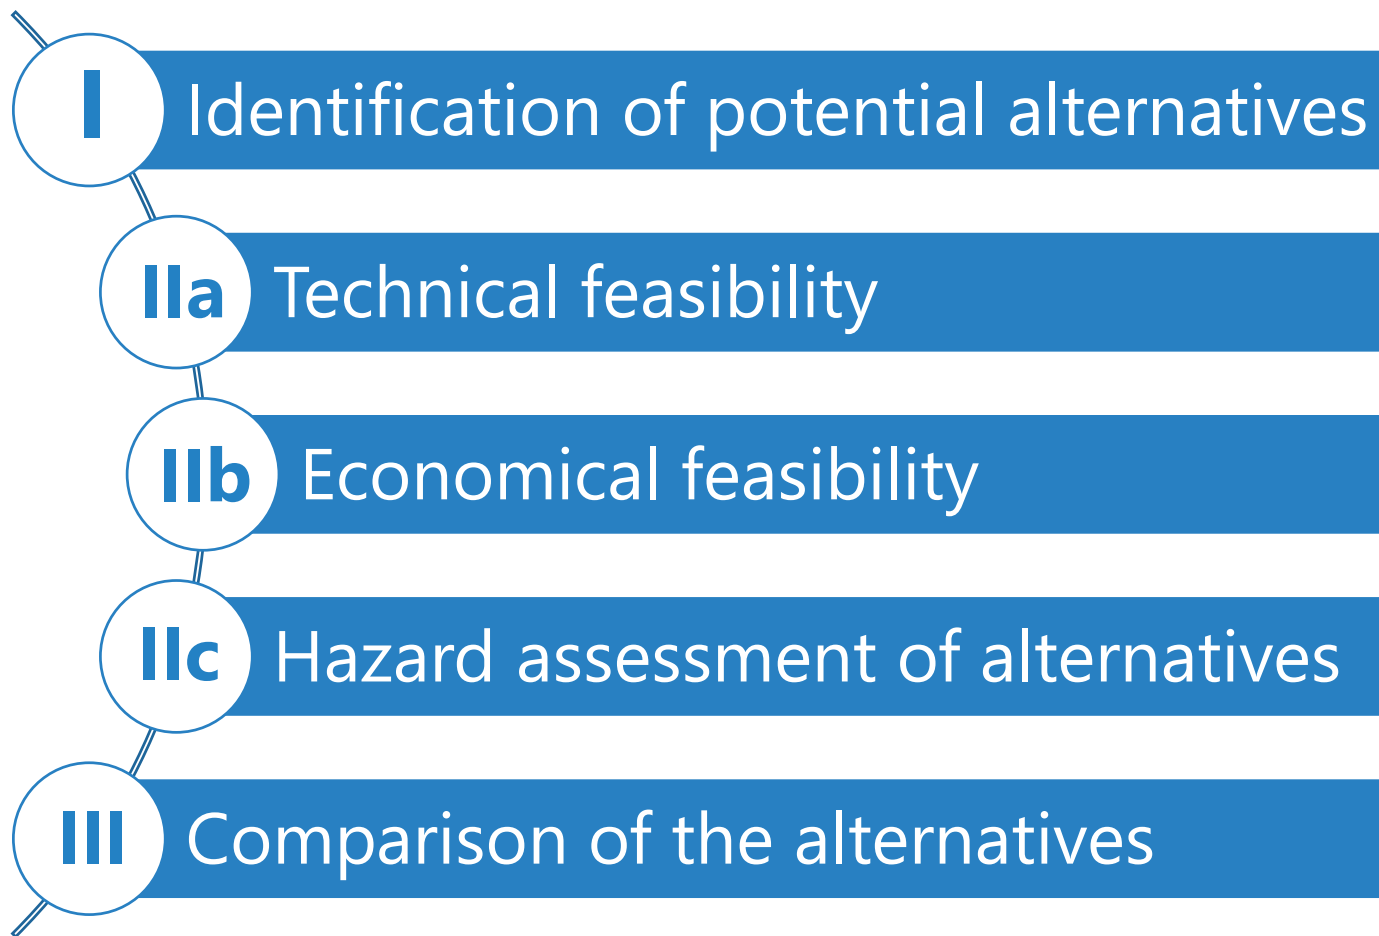 I Identification of potential alternatives
IIa Technical feasibility
IIb Economical feasibility
IIc Hazard assessment of alternatives
III Comparison of the alternatives